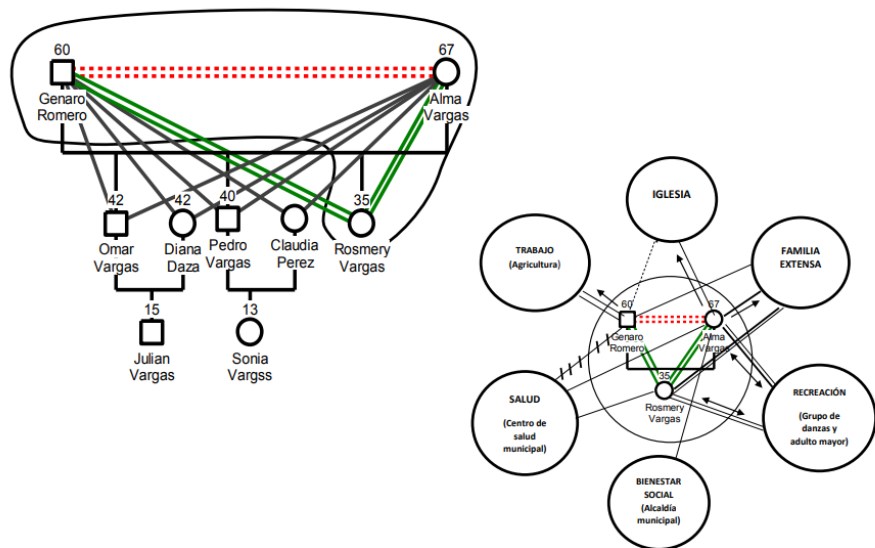 60
67
Genaro
Romero
Alma
Vargas
42
42
40
35
Omar
Vargas
Diana
Daza
Pedro
Vargas
Claudia
Perez
Rosmery
Vargas
15
13
Julian
Vargas
Sonia
Vargss
IGLESIA
TRABAJO
(Agricultura)
FAMILIA
EXTENSA
60
67
Genaro
Romero
Alma
Vargas
35
Rosmery
Vargas
SALUD
(Centro de
salud
municipal)
RECREACIÓN
(Grupo de
danzas y
adulto mayor)
BIENESTAR
SOCIAL
(Alcaldía
municipal)